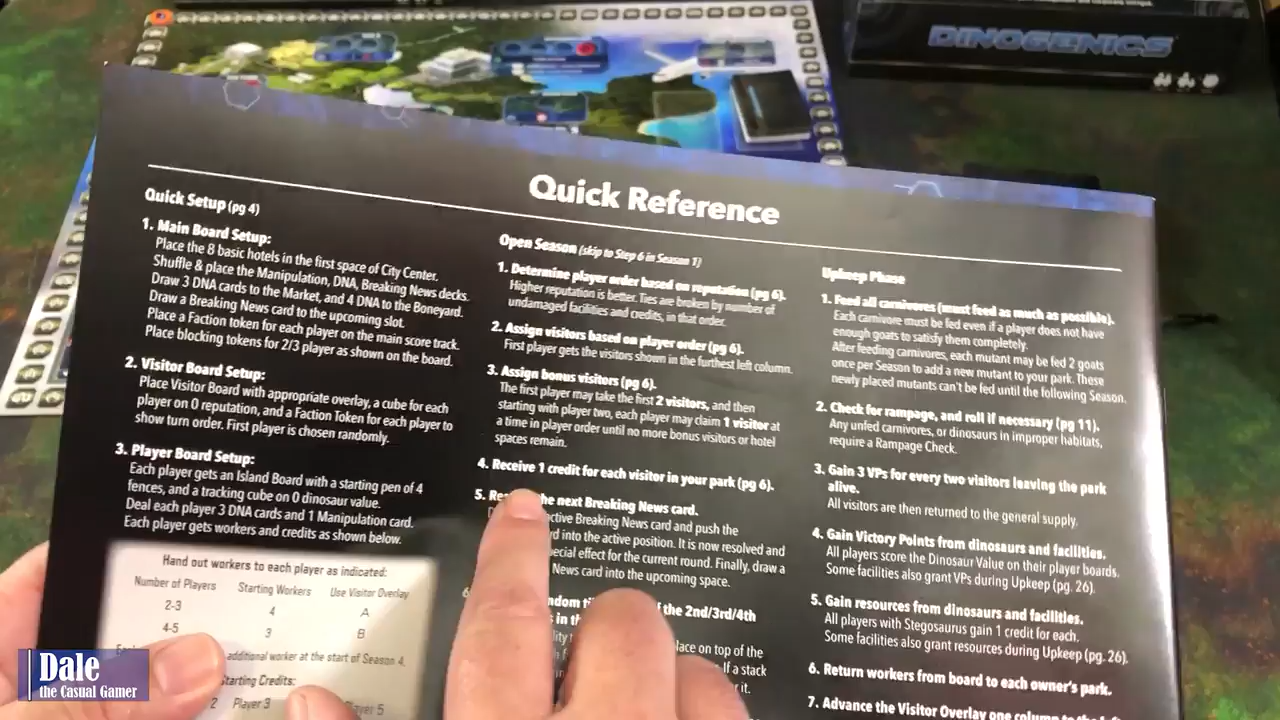 DINOGENICS
Quick Reference
Quick Setup (pg 4)
1. Main Board Setup:
Place the 8 basic hotels in the first space of City Center.
Shuffle & place the Manipulation, DNA, Breaking News decks.
Draw 3 DNA cards to the Market, and 4 DNA to the Boneyard.
Draw a Breaking News card to the upcoming slot.
Place a Faction token for each player on the main score track.
Place blocking tokens for 2/3 player as shown on the board.
2. Visitor Board Setup:
Place Visitor Board with appropriate overlay, a cube for each
player on 0 reputation, and a Faction Token for each player to
show turn order. First player is chosen randomly.
3. Player Board Setup:
Each player gets an Island Board with a starting pen of 4
fences, and a tracking cube on 0 dinosaur value.
Deal each player 3 DNA cards and 1 Manipulation card.
Each player gets workers and credits as shown below.
Hand out workers to each player as indicated:
Number of Players Starting Workers Use Visitor Overlay
2-3 4 A
4-5 3 B
additional worker at the start of Season 4.
Starting Credits:
2 Player 3 Player 5
Open Season (skip to Step 6 in Season 1)
1. Determine player order based on reputation (pg 6).
Higher reputation is better. Ties are broken by number of
undamaged facilities and credits, in that order.
2. Assign visitors based on player order (pg 6).
First player gets the visitors shown in the furthest left column.
3. Assign bonus visitors (pg 6).
The first player may take the first 2 visitors, and then
starting with player two, each player may claim 1 visitor at
a time in player order until no more bonus visitors or hotel
spaces remain.
4. Receive 1 credit for each visitor in your park (pg 6).
5. the next Breaking News card.
active Breaking News card and push the
into the active position. It is now resolved and
effect for the current round. Finally, draw a
News card into the upcoming space.
6
the 2nd/3rd/4th
in
place on top of the
If a stack
it.
Upkeep Phase
1. Feed all carnivores (must feed as much as possible).
Each carnivore must be fed even if a player does not have
enough goats to satisfy them completely.
After feeding carnivores, each mutant may be fed 2 goats
once per Season to add a new mutant to your park. These
newly placed mutants can't be fed until the following Season.
2. Check for rampage, and roll if necessary (pg 11).
Any unfed carnivores, or dinosaurs in improper habitats,
require a Rampage Check.
3. Gain 3 VPs for every two visitors leaving the park
alive.
All visitors are then returned to the general supply.
4. Gain Victory Points from dinosaurs and facilities.
All players score the Dinosaur Value on their player boards.
Some facilities also grant VPs during Upkeep (pg. 26).
5. Gain resources from dinosaurs and facilities.
All players with Stegosaurus gain 1 credit for each.
Some facilities also grant resources during Upkeep (pg. 26).
6. Return workers from board to each owner's park.
7. Advance the Visitor Overlay one column to the left
Dale
the Casual Gamer